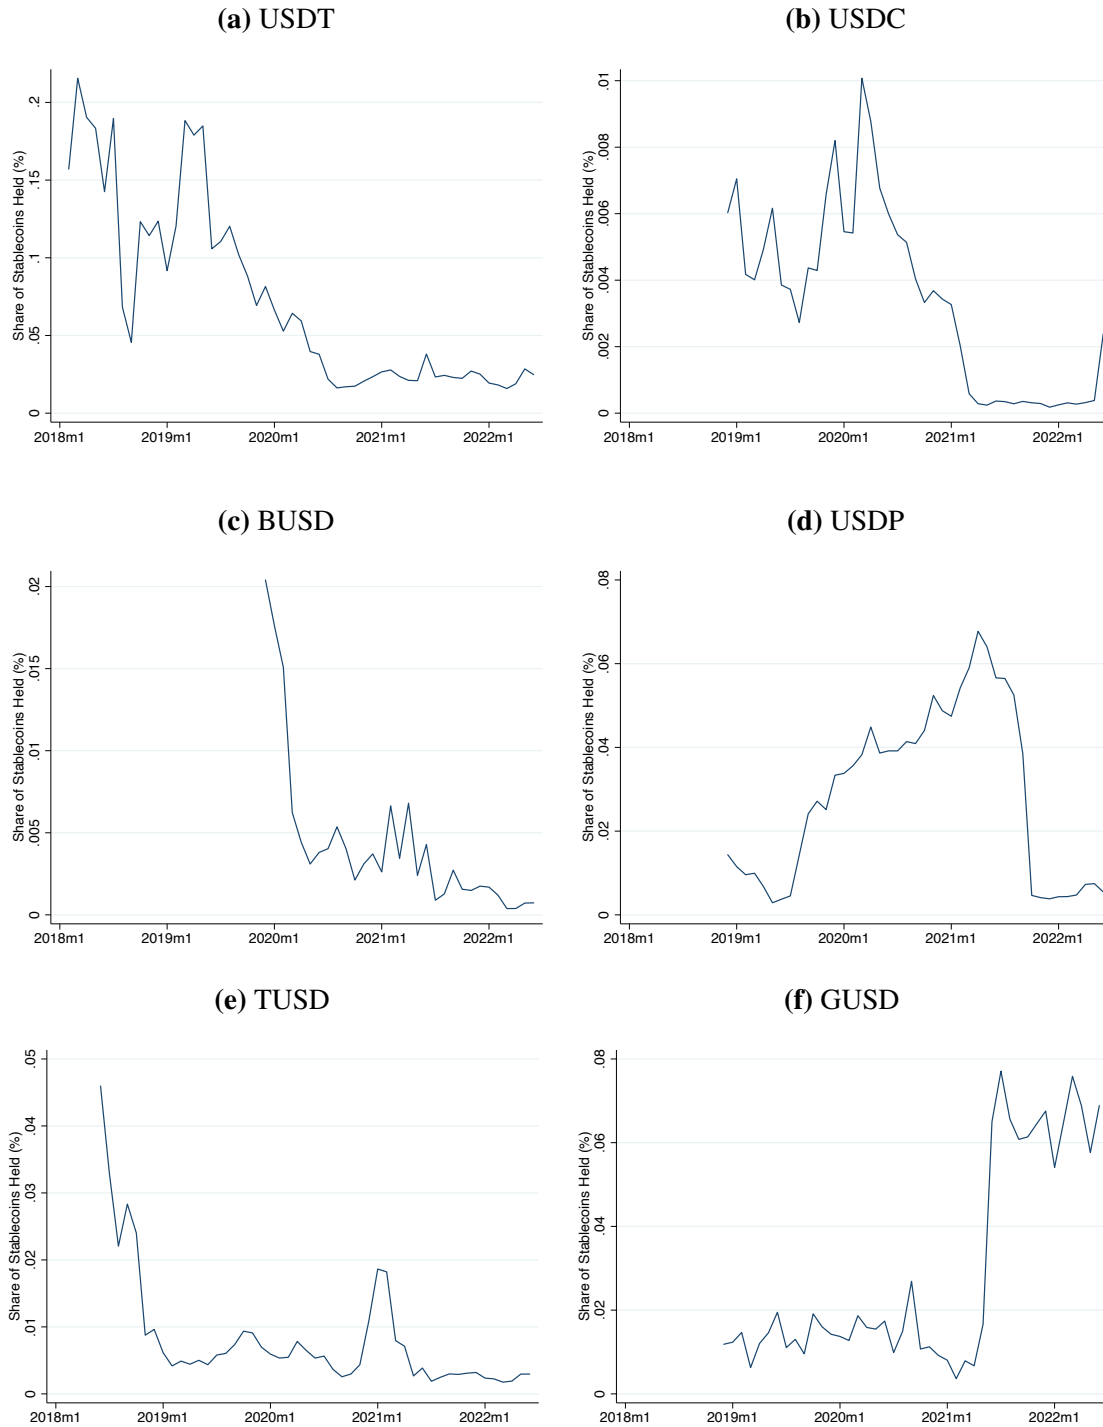 (a) USDT
(b) USDC
Share of Stablecoins Held (%)
0 .05 .1 .15 .2
2018m1 2019m1 2020m1 2021m1 2022m1
Share of Stablecoins Held (%)
0 .002 .004 .006 .008 .01
2018m1 2019m1 2020m1 2021m1 2022m1
(c) BUSD
(d) USDP
Share of Stablecoins Held (%)
0 .005 .01 .015 .02
2018m1 2019m1 2020m1 2021m1 2022m1
Share of Stablecoins Held (%)
0 .02 .04 .06 .08
2018m1 2019m1 2020m1 2021m1 2022m1
(e) TUSD
(f) GUSD
Share of Stablecoins Held (%)
0 .01 .02 .03 .04 .05
2018m1 2019m1 2020m1 2021m1 2022m1
Share of Stablecoins Held (%)
0 .02 .04 .06 .08
2018m1 2019m1 2020m1 2021m1 2022m1